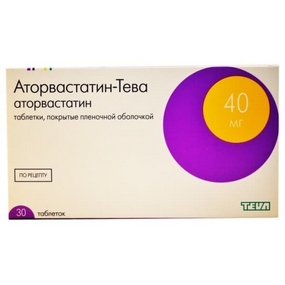 Аторвастатин-Тева
аторвастатин
таблетки, покрытые пленочной оболочкой
40
мг
ПО РЕЦЕПТУ
30 таблеток
TEVA